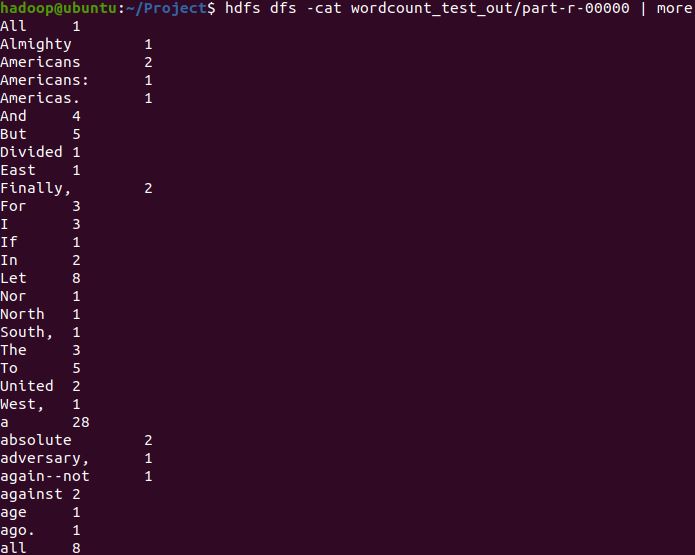 hadoop@ubuntu:~/Project$ hdfs dfs -cat wordcount_test_out/part-r-00000 | more
All	1
Almighty	1
Americans	2
Americans:	1
Americas.	1
And	4
But	5
Divided	1
East	1
Finally,	2
For	3
I	3
If	1
In	2
Let	8
Nor	1
North	1
South,	1
The	3
To	5
United	2
West,	1
a	28
absolute	2
adversary,	1
again--not	1
against	2
age	1
ago.	1
all	8